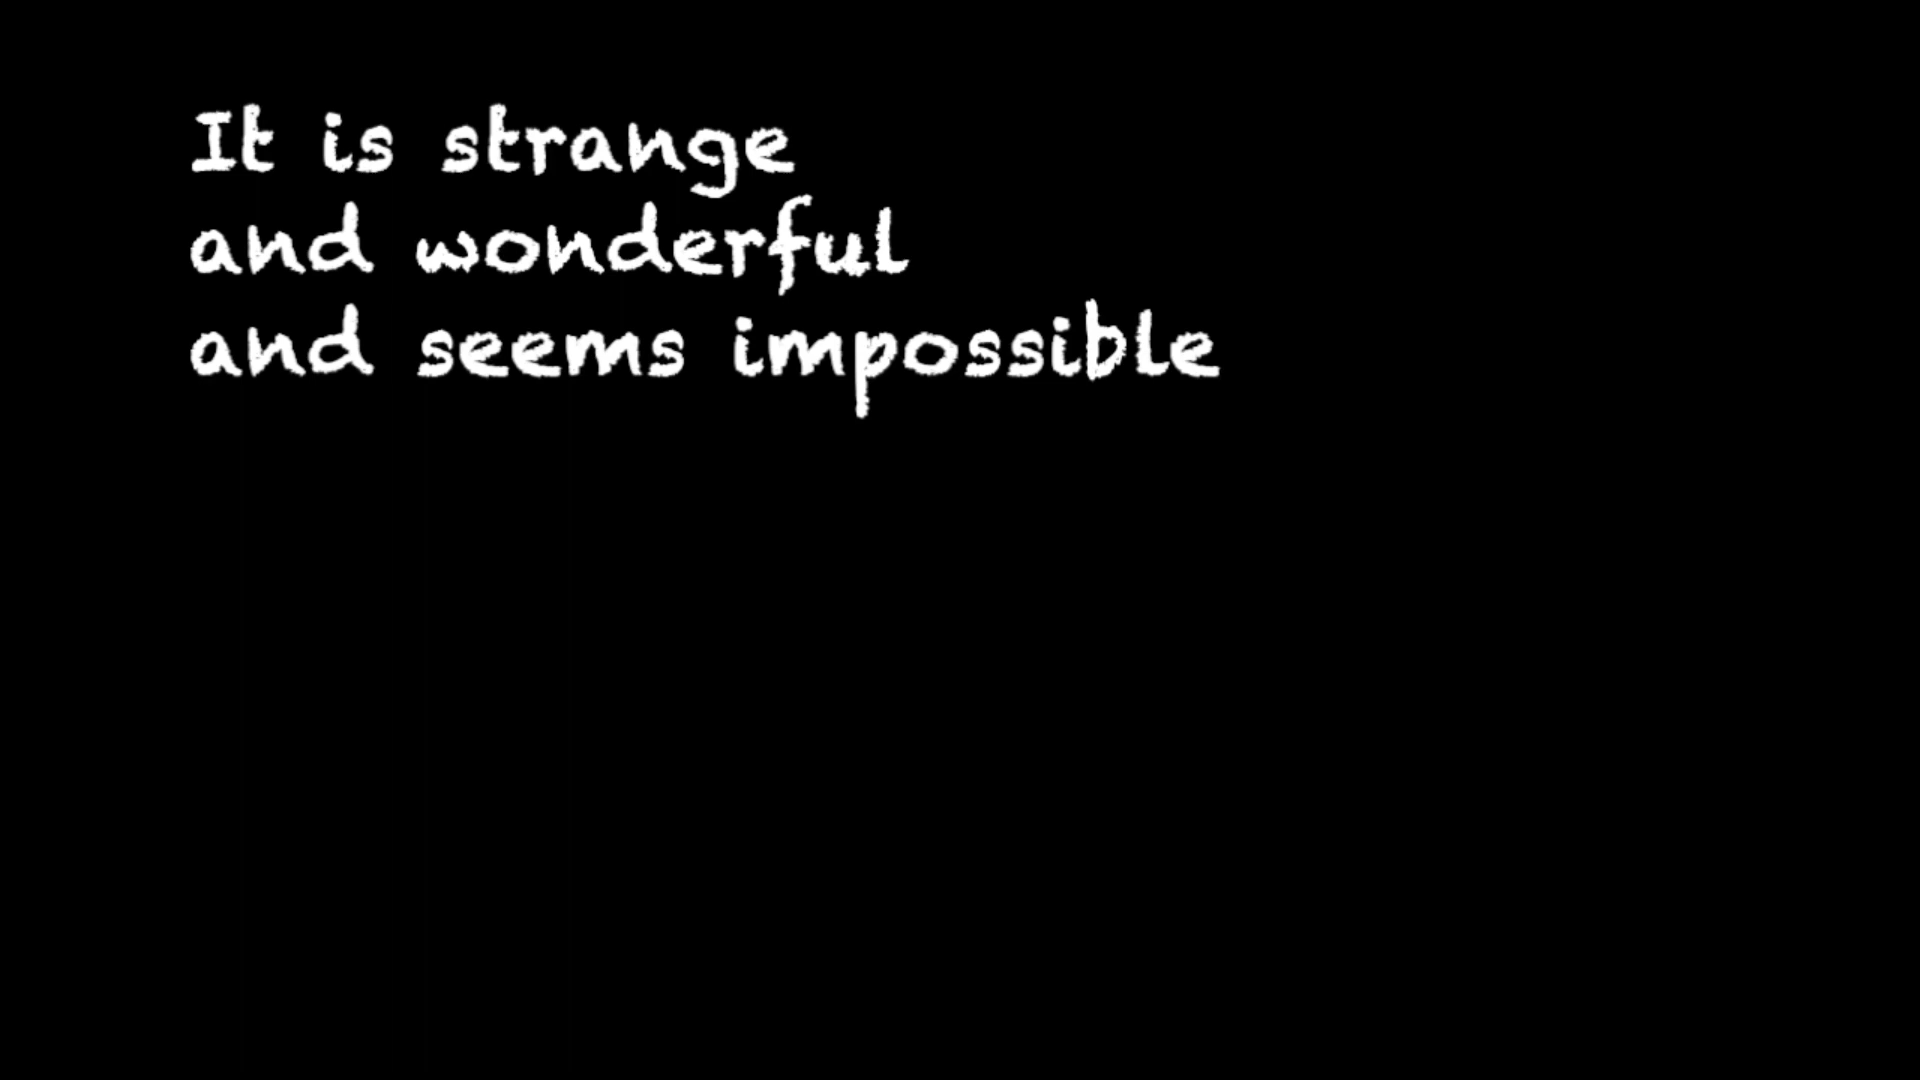 It is strange
and wonderful
and seems impossible